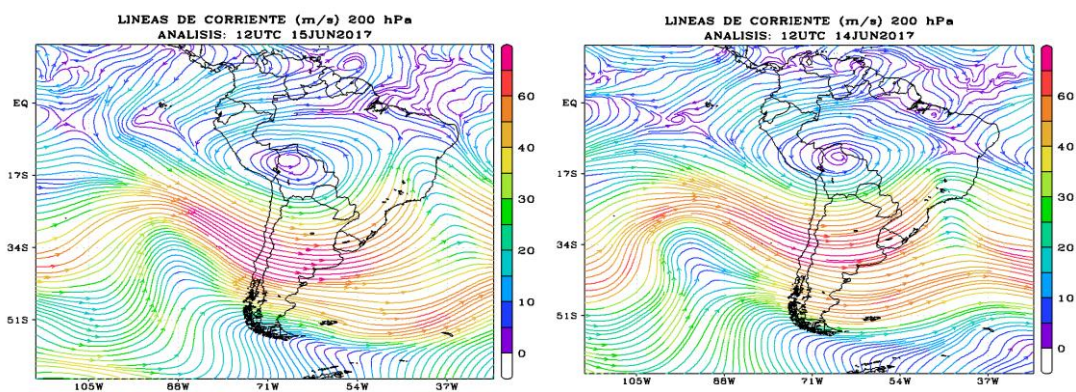 LINEAS DE CORRIENTE (m/s) 200 hPa
ANALISIS: 12UTC 15JUN2017
EQ
17S
34S
51S
105W
88W
71W
54W
37W
60
50
40
30
20
10
0
LINEAS DE CORRIENTE (m/s) 200 hPa
ANALISIS: 12UTC 14JUN2017
EQ
17S
34S
51S
105W
88W
71W
54W
37W
60
50
40
30
20
10
0